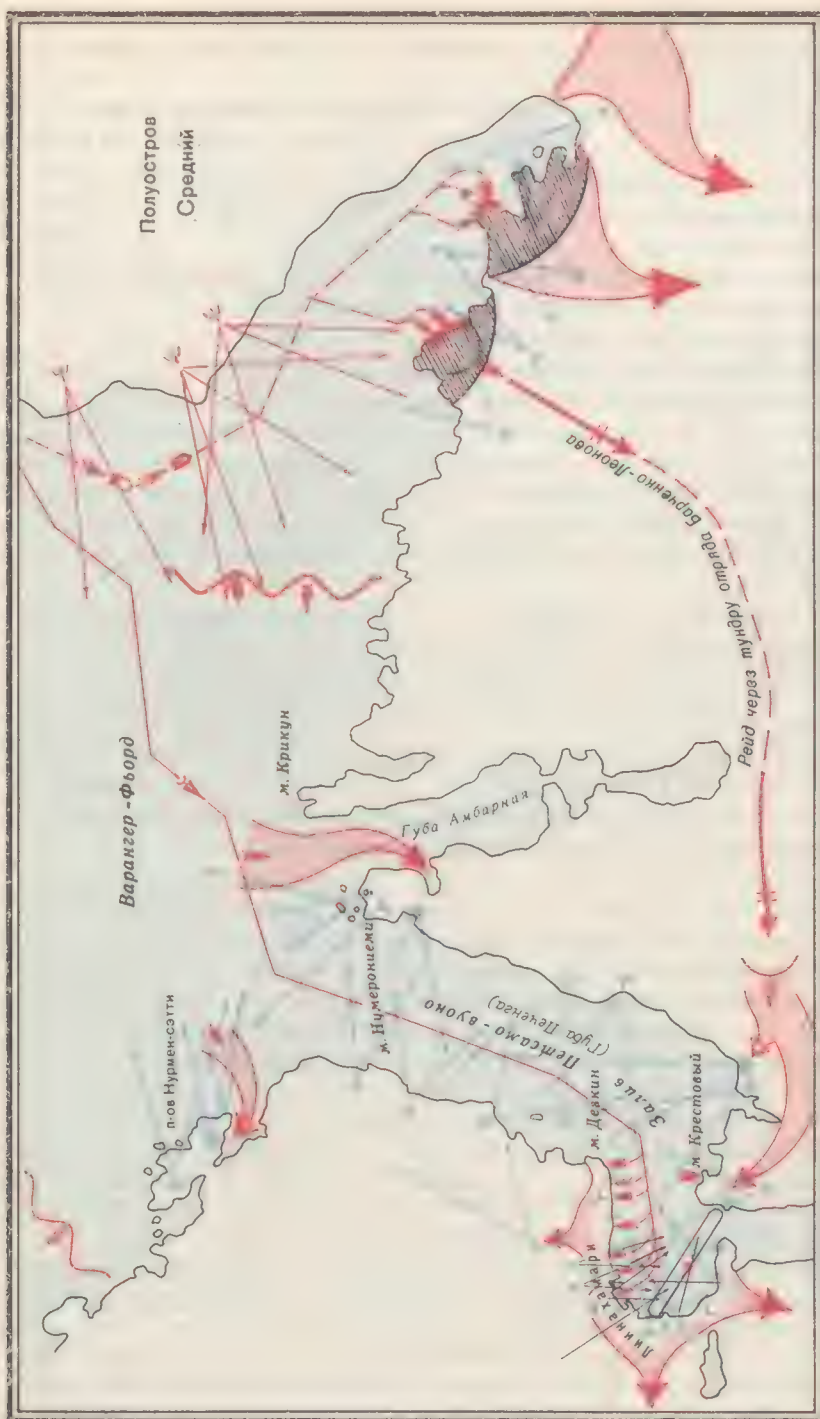 Полуостров
Средний
Варангер-Фьорд
м. Крикун
Губа Амбарная
п-ов Нурмен-сэтти
м. Нумерониеми
Залив Петсамо-вуоно
(Губа Печенга)
м. Девкин
м. Крестовый
Линнахамари
Рейд через тундру отряда Барченко-Леонова